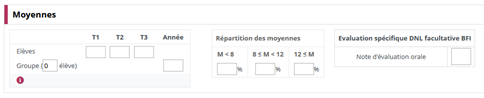 Moyennes
T1 T2 T3 Année
Elèves
Groupe ( 0 élève)
Répartition des moyennes
M < 8 8 ≤ M < 12 12 ≤ M
% % %
Evaluation spécifique DNL facultative BFI
Note d'évaluation orale